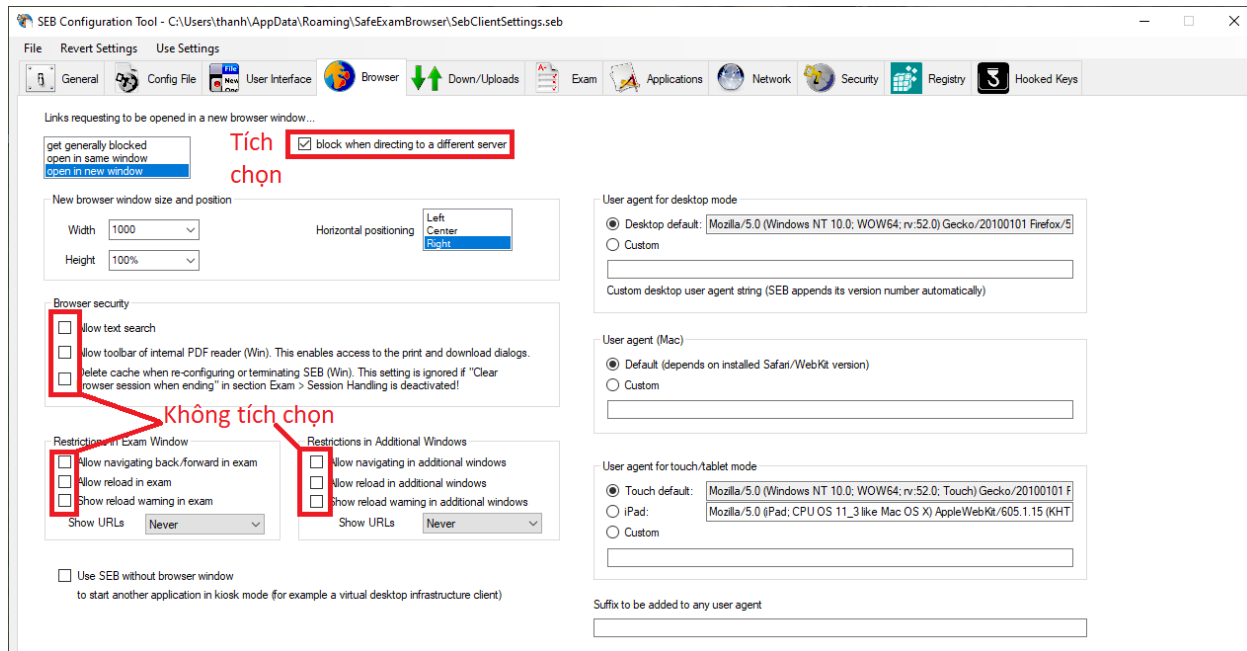 SEB Configuration Tool - C:\Users\thanh\AppData\Roaming\SafeExamBrowser\SebClientSettings.seb
File Revert Settings Use Settings
General Config File User Interface Browser Down/Uploads Exam Applications Network Security Registry Hooked Keys
Links requesting to be opened in a new browser window...
get generally blocked
open in same window
open in new window
Tích
chọn
block when directing to a different server
New browser window size and position
Width 1000
Height 100%
Horizontal positioning
Left
Center
Right
Browser security
Allow text search
Allow toolbar of internal PDF reader (Win). This enables access to the print and download dialogs.
Delete cache when re-configuring or terminating SEB (Win). This setting is ignored if "Clear
browser session when ending" in section Exam > Session Handling is deactivated!
Không tích chọn
Restrictions in Exam Window
Allow navigating back/forward in exam
Allow reload in exam
Show reload warning in exam
Show URLs Never
Restrictions in Additional Windows
Allow navigating in additional windows
Allow reload in additional windows
Show reload warning in additional windows
Show URLs Never
Use SEB without browser window
to start another application in kiosk mode (for example a virtual desktop infrastructure client)
User agent for desktop mode
Desktop default: Mozilla/5.0 (Windows NT 10.0; WOW64; rv:52.0) Gecko/20100101 Firefox/5
Custom
Custom desktop user agent string (SEB appends its version number automatically)
User agent (Mac)
Default (depends on installed Safari/WebKit version)
Custom
User agent for touch/tablet mode
Touch default: Mozilla/5.0 (Windows NT 10.0; WOW64; rv:52.0; Touch) Gecko/20100101 F
iPad: Mozilla/5.0 (iPad; CPU OS 11_3 like Mac OS X) AppleWebKit/605.1.15 (KHT
Custom
Suffix to be added to any user agent